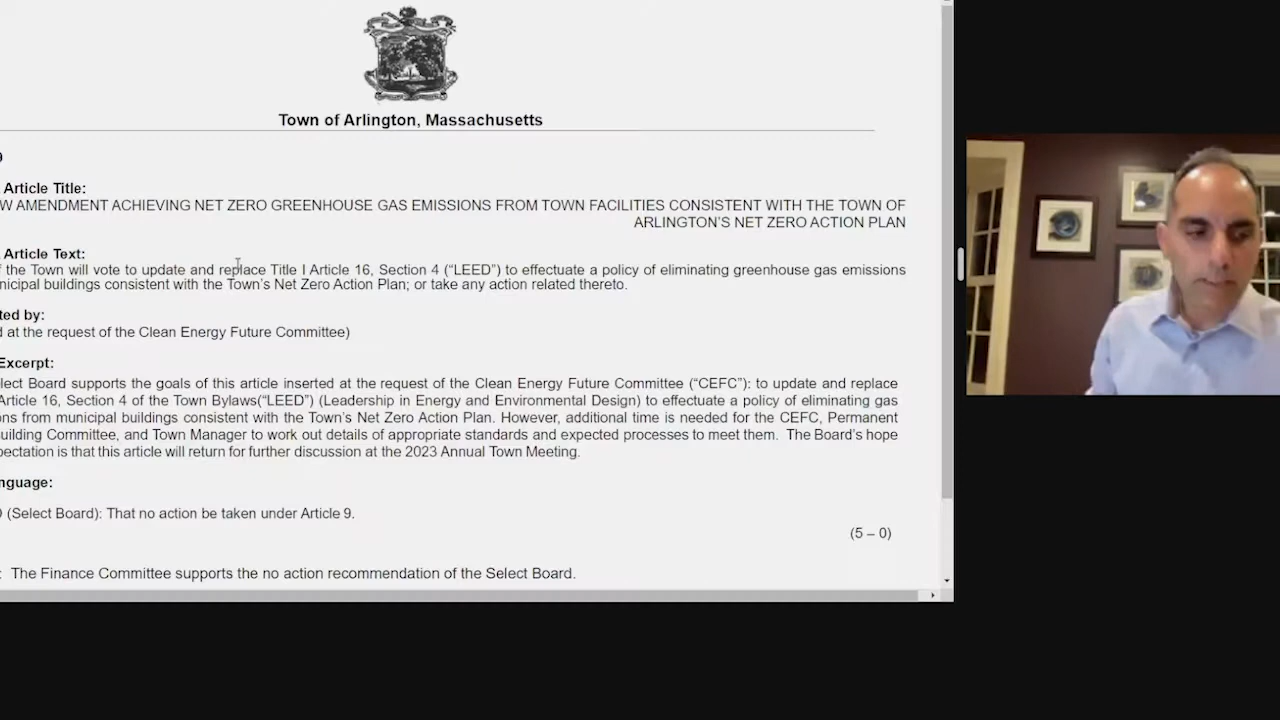 Town of Arlington, Massachusetts
9
Article Title:
W AMENDMENT ACHIEVING NET ZERO GREENHOUSE GAS EMISSIONS FROM TOWN FACILITIES CONSISTENT WITH THE TOWN OF
ARLINGTON'S NET ZERO ACTION PLAN
Article Text:
f the Town will vote to update and replace Title I Article 16, Section 4 ("LEED") to effectuate a policy of eliminating greenhouse gas emissions
nicipal buildings consistent with the Town's Net Zero Action Plan; or take any action related thereto.
ted by:
d at the request of the Clean Energy Future Committee)
Excerpt:
lect Board supports the goals of this article inserted at the request of the Clean Energy Future Committee ("CEFC"): to update and replace
Article 16, Section 4 of the Town Bylaws("LEED") (Leadership in Energy and Environmental Design) to effectuate a policy of eliminating gas
ons from municipal buildings consistent with the Town's Net Zero Action Plan. However, additional time is needed for the CEFC, Permanent
uilding Committee, and Town Manager to work out details of appropriate standards and expected processes to meet them. The Board's hope
pectation is that this article will return for further discussion at the 2023 Annual Town Meeting.
nguage:
(Select Board): That no action be taken under Article 9.
(5 – 0)
: The Finance Committee supports the no action recommendation of the Select Board.